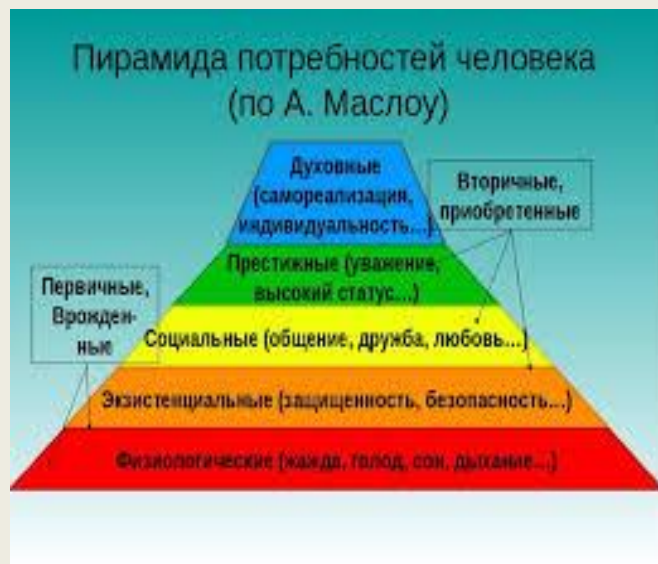 Пирамида потребностей человека
(по А. Маслоу)
Духовные
(самореализация,
индивидуальность...)
Вторичные,
приобретенные
Престижные (уважение,
высокий статус...)
Первичные,
Врожден-
ные
Социальные (общение, дружба, любовь...)
Экзистенциальные (защищенность, безопасность...)
Физиологические (жажда, голод, сон, дыхание...)